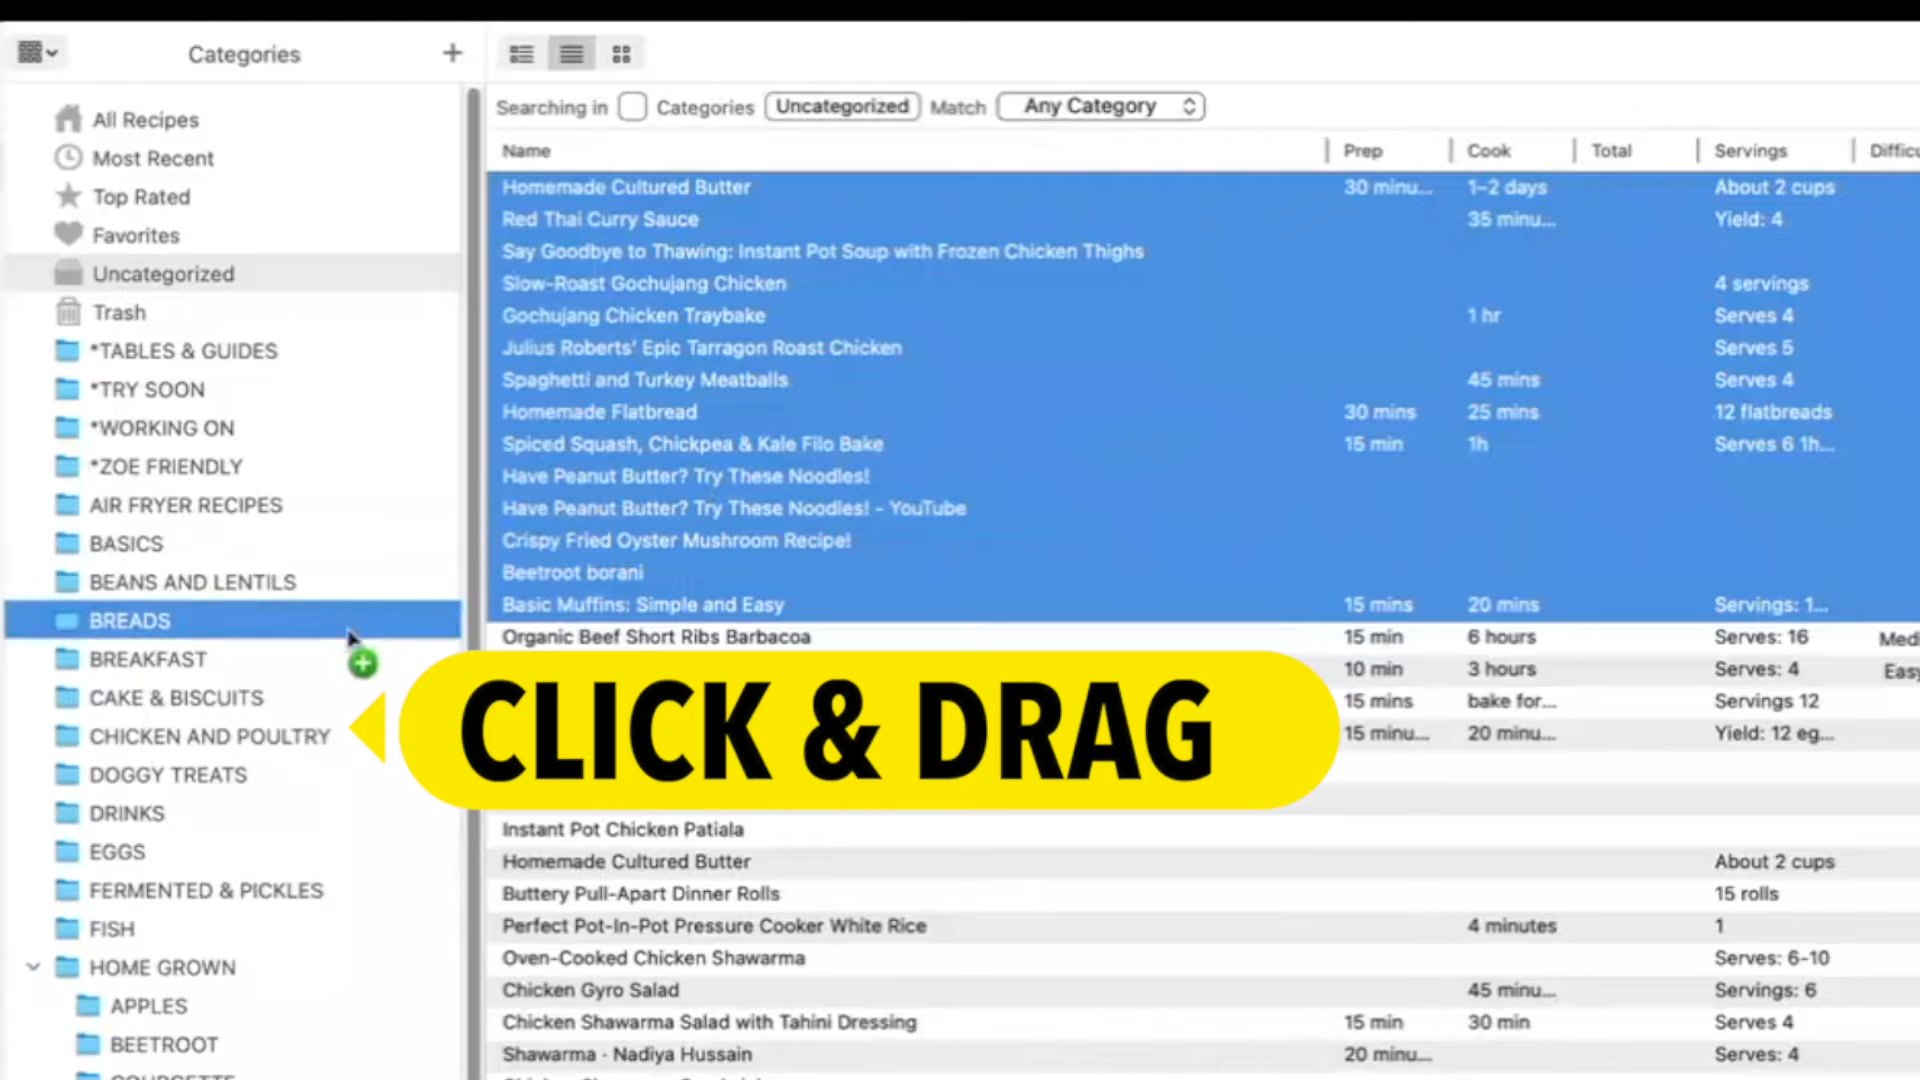 Categories +
All Recipes
Most Recent
Top Rated
Favorites
Uncategorized
Trash
*TABLES & GUIDES
*TRY SOON
*WORKING ON
*ZOE FRIENDLY
AIR FRYER RECIPES
BASICS
BEANS AND LENTILS
BREADS
BREAKFAST
CAKE & BISCUITS
CHICKEN AND POULTRY
DOGGY TREATS
DRINKS
EGGS
FERMENTED & PICKLES
FISH
HOME GROWN
APPLES
BEETROOT
Searching in Categories Uncategorized Match Any Category
Name Prep Cook Total Servings Difficu
Homemade Cultured Butter 30 minu... 1–2 days About 2 cups
Red Thai Curry Sauce 35 minu... Yield: 4
Say Goodbye to Thawing: Instant Pot Soup with Frozen Chicken Thighs
Slow-Roast Gochujang Chicken 4 servings
Gochujang Chicken Traybake 1 hr Serves 4
Julius Roberts' Epic Tarragon Roast Chicken Serves 5
Spaghetti and Turkey Meatballs 45 mins Serves 4
Homemade Flatbread 30 mins 25 mins 12 flatbreads
Spiced Squash, Chickpea & Kale Filo Bake 15 min 1h Serves 6 1h...
Have Peanut Butter? Try These Noodles!
Have Peanut Butter? Try These Noodles! - YouTube
Crispy Fried Oyster Mushroom Recipe!
Beetroot borani
Basic Muffins: Simple and Easy 15 mins 20 mins Servings: 1...
Organic Beef Short Ribs Barbacoa 15 min 6 hours Serves: 16 Medi
10 min 3 hours Serves: 4 Easy
15 mins bake for... Servings 12
15 minu... 20 minu... Yield: 12 eg...
CLICK & DRAG
Instant Pot Chicken Patiala
Homemade Cultured Butter About 2 cups
Buttery Pull-Apart Dinner Rolls 15 rolls
Perfect Pot-In-Pot Pressure Cooker White Rice 4 minutes 1
Oven-Cooked Chicken Shawarma Serves: 6-10
Chicken Gyro Salad 45 minu... Servings: 6
Chicken Shawarma Salad with Tahini Dressing 15 min 30 min Serves 4
Shawarma · Nadiya Hussain 20 minu... Serves: 4